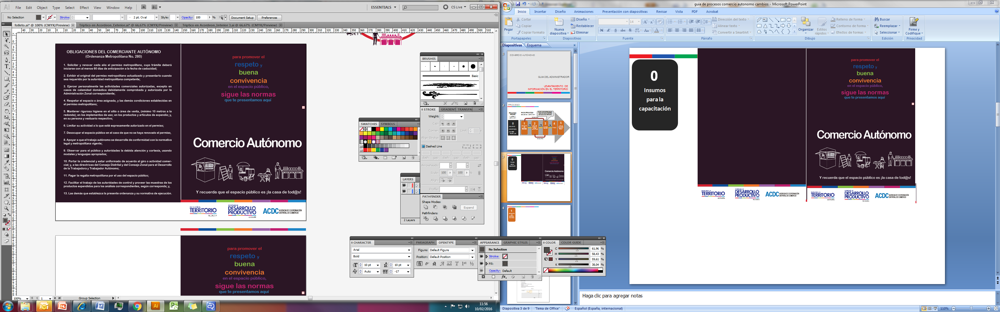 Ai File Edit Object Type Select Effect View Window Help Br ESSENTIALS CS Live
No Selection Stroke: 2 pt. Oval Style: Opacity: 100 % Document Setup Preferences
folleto.ai* @ 100% (CMYK/Preview) Triptico en Acordeon_Exterior.ai* @ 66,67% (CMYK/Preview) Triptico en Acordeon_Interior 3.ai @ 66,67% (CMYK/Preview)
OBLIGACIONES DEL COMERCIANTE AUTÓNOMO
(Ordenanza Metropolitana No. 280)
1. Solicitar y renovar cada año el permiso metropolitano, cuyo trámite deberá
iniciarse con al menos 60 días de anticipación a la fecha de caducidad;
2. Exhibir el original del permiso metropolitano actualizado y presentarlo cuando
sea requerido por la autoridad metropolitana competente;
3. Ejercer personalmente las actividades comerciales autorizadas, excepto en
casos de calamidad doméstica debidamente comprobada y autorizada por la
Administración Zonal correspondiente;
4. Respetar el espacio o área asignada, y las demás condiciones establecidas en
el permiso metropolitano;
5. Mantener rigurosa higiene en el sitio o área de venta, (mínimo 10 metros a la
redonda); en los implementos de uso; en los productos y artículos de expendio; y,
en su persona y vestuario respectivo;
6. Limitar su actividad a lo que esté expresamente autorizado en el permiso;
7. Desocupar el espacio público en el caso de que no se haya renovado el permiso,
8. Apoyar a que el trabajo autónomo se desarrolle de conformidad con la normativa
legal y metropolitana vigente;
9. Observar para el público y autoridades la debida atención y cortesía, usando
modales y lenguajes apropiados;
10. Portar la credencial y estar uniformado de acuerdo al giro o actividad comer-
cial; y, a las directrices del Consejo Distrital y del Consejo Zonal para el Desarrollo
de la Trabajadora y Trabajador Autónomo;
11. Pagar la regalía metropolitana por el uso del espacio público;
12. Facilitar el trabajo de las autoridades de control y proveer las muestras de los
productos expendidos para los análisis correspondientes, según corresponda; y,
13. Las demás que establezca la presente ordenanza y su normativa de ejecución.
para promover el
respeto y
buena
convivencia
en el espacio público,
sigue las normas
que te presentamos aquí
Comercio Autónomo
Y recuerda que el espacio público es ¡la casa de tod@s!
TERRITORIO
ALCALDÍA
DESARROLLO
PRODUCTIVO
ALCALDÍA
ACDC AGENCIA DE COORDINACIÓN
DISTRITAL DE COMERCIO
para promover el
respeto y
buena
convivencia
en el espacio público,
sigue las normas
que te presentamos aquí
BRUSHES
Basic
STROKE GRADIENT TRANSPA
Weight:
Cap:
Corner: Limit:
Align Stroke:
Dashed Line
dash gap dash gap dash gap
Arrowheads:
Scale: 100 % 100 %
Align:
Profile:
PATHFINDER
Shape Modes:
Expand
Pathfinders:
SWATCHES SYMBOLS
LAYERS
2 Layers
CHARACTER
Arial
Bold
10 pt 10 pt
Auto -17
PARAGRAPH OPENTYPE
Figure: Default Figure
Position: Default Position
APPEARANCE GRAPHIC STYLES
No Selection
Stroke:
Fill:
Opacity: Default
COLOR COLOR GUIDE
C 61,96 %
M 58,43 %
Y 59,61 %
K 38,04 %
100% 1 Group Selection
11:56
10/02/2016
guia de procesos comercio autonomo cambios - Microsoft PowerPoint
Inicio Insertar Diseño Animaciones Presentación con diapositivas Revisar Vista PDF Acrobat
Pegar
Cortar
Copiar
Copiar formato
Portapapeles
Nueva
diapositiva
Diseño
Restablecer
Eliminar
Diapositivas
14
Fuente
Dirección del texto
Alinear texto
Convertir a SmartArt
Párrafo
Organizar
Estilos
rápidos
Relleno de forma
Contorno de forma
Efectos de formas
Dibujo
Buscar
Reemplazar
Seleccionar
Edición
Firme y
Codifique
Privacidad
Diapositivas Esquema
1
COMERCIO AUTÓNOMO
GUIA DEL ADMINISTRADOR
LEVANTAMIENTO DE
INFORMACIÓN EN EL TERRITORIO
2
PROCESO
0 1 2 3 4 5
3
4
0
Insumos
para la
capacitación
para promover el
respeto y
buena
convivencia
en el espacio público,
sigue las normas
que te presentamos aquí
Comercio Autónomo
Y recuerda que el espacio público es ¡la casa de tod@s!
TERRITORIO
ALCALDÍA
DESARROLLO
PRODUCTIVO
ALCALDÍA
ACDC AGENCIA DE COORDINACIÓN
DISTRITAL DE COMERCIO
TERRITORIO
ALCALDÍA
DESARROLLO
PRODUCTIVO
ALCALDÍA
ACDC AGENCIA DE COORDINACIÓN
DISTRITAL DE COMERCIO
Haga clic para agregar notas
Diapositiva 3 de 9 "Tema de Office" Español (España, internacional) 110%